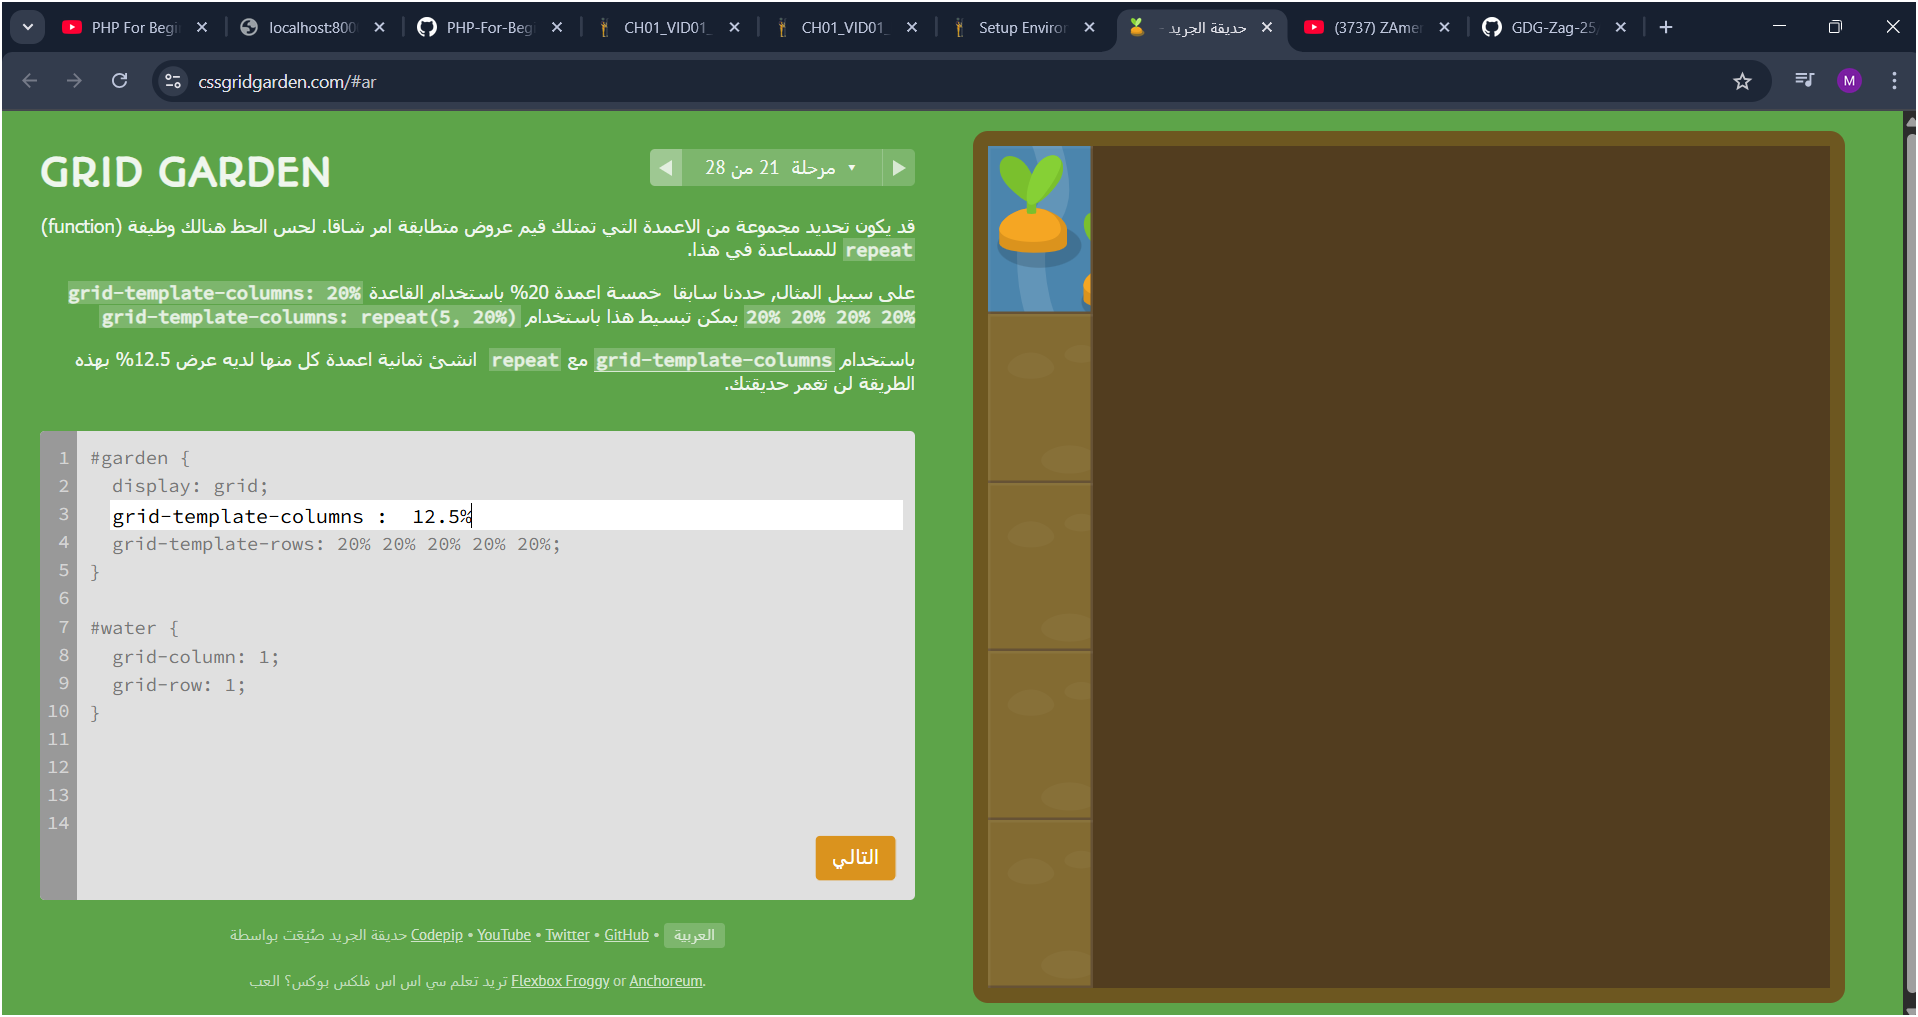 PHP For Begi
localhost:800
PHP-For-Beg
CH01_VID01_
CH01_VID01_
Setup Enviror
حديقة الجريد -
(3737) ZAmer
GDG-Zag-25
cssgridgarden.com/#ar
M
GRID GARDEN
مرحلة 21 من 28
قد يكون تحديد مجموعة من الاعمدة التي تمتلك قيم عروض متطابقة امر شاقا. لحس الحظ هنالك وظيفة (function)
repeat للمساعدة في هذا.
على سبيل المثال, حددنا سابقا خمسة اعمدة 20% باستخدام القاعدة grid-template-columns: 20%
20% 20% 20% 20% يمكن تبسيط هذا باستخدام grid-template-columns: repeat(5, 20%)
باستخدام grid-template-columns مع repeat انشئ ثمانية اعمدة كل منها لديه عرض 12.5% بهذه
الطريقة لن تغمر حديقتك.
1 #garden {
2 display: grid;
3 grid-template-columns :  12.5%
4 grid-template-rows: 20% 20% 20% 20% 20%;
5 }
6
7 #water {
8 grid-column: 1;
9 grid-row: 1;
10 }
11
12
13
14
التالي
حديقة الجريد صُنِعَت بواسطة Codepip • YouTube • Twitter • GitHub • العربية
تريد تعلم سي اس اس فلكس بوكس؟ العب Flexbox Froggy or Anchoreum.